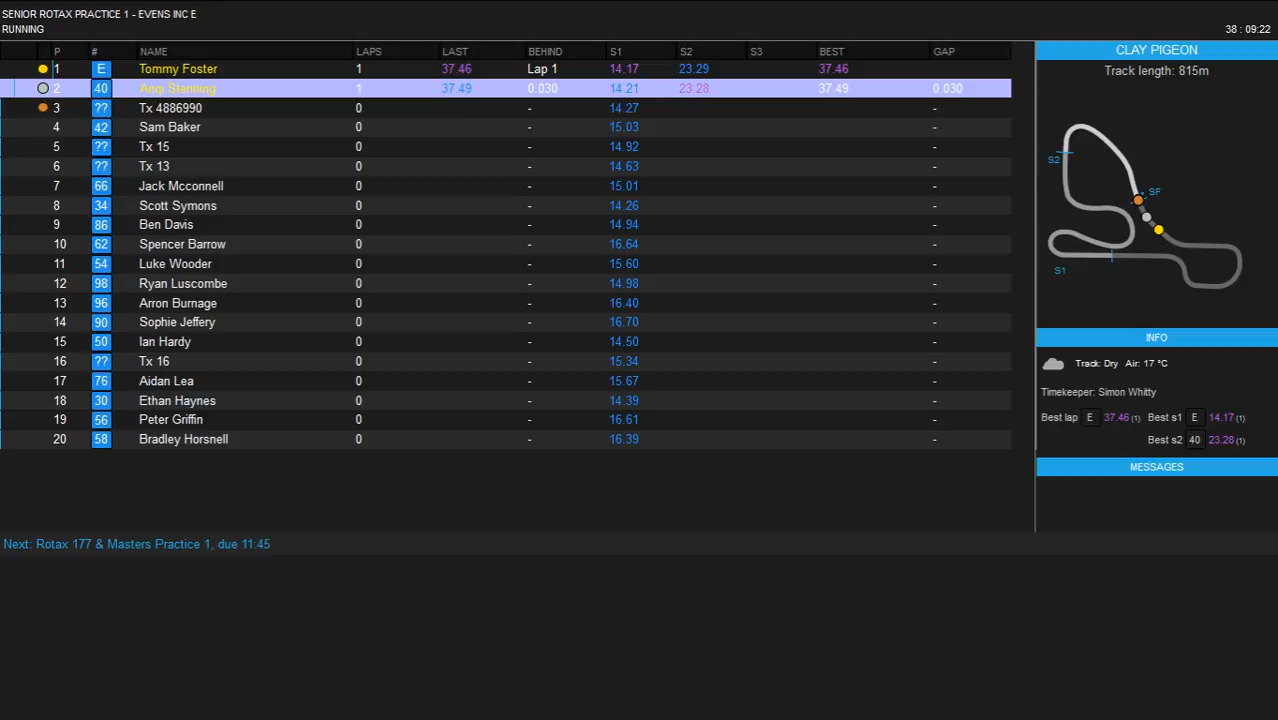 SENIOR ROTAX PRACTICE 1 - EVENS INC E
RUNNING
38 : 09:22
P # NAME LAPS LAST BEHIND S1 S2 S3 BEST GAP
1 E Tommy Foster 1 37.46 Lap 1 14.17 23.29 37.46
2 40 Anqi Stenning 1 37.49 0.030 14.21 23.28 37.49 0.030
3 ?? Tx 4886990 0 - 14.27 -
4 42 Sam Baker 0 - 15.03 -
5 ?? Tx 15 0 - 14.92 -
6 ?? Tx 13 0 - 14.63 -
7 66 Jack Mcconnell 0 - 15.01 -
8 34 Scott Symons 0 - 14.26 -
9 86 Ben Davis 0 - 14.94 -
10 62 Spencer Barrow 0 - 16.64 -
11 54 Luke Wooder 0 - 15.60 -
12 98 Ryan Luscombe 0 - 14.98 -
13 96 Arron Burnage 0 - 16.40 -
14 90 Sophie Jeffery 0 - 16.70 -
15 50 Ian Hardy 0 - 14.50 -
16 ?? Tx 16 0 - 15.34 -
17 76 Aidan Lea 0 - 15.67 -
18 30 Ethan Haynes 0 - 14.39 -
19 56 Peter Griffin 0 - 16.61 -
20 58 Bradley Horsnell 0 - 16.39 -
CLAY PIGEON
Track length: 815m
S2
SF
S1
INFO
Track: Dry Air: 17 °C
Timekeeper: Simon Whitty
Best lap E 37.46 (1) Best s1 E 14.17 (1)
Best s2 40 23.28 (1)
MESSAGES
Next: Rotax 177 & Masters Practice 1, due 11:45